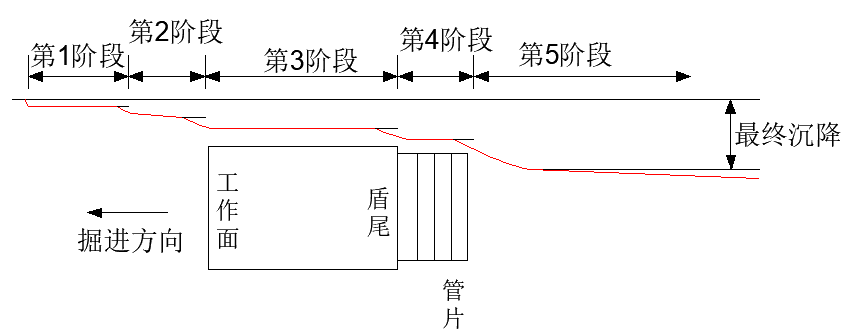 第1阶段
第2阶段
第3阶段
第4阶段
第5阶段
最终沉降
工作面
盾尾
掘进方向
管片